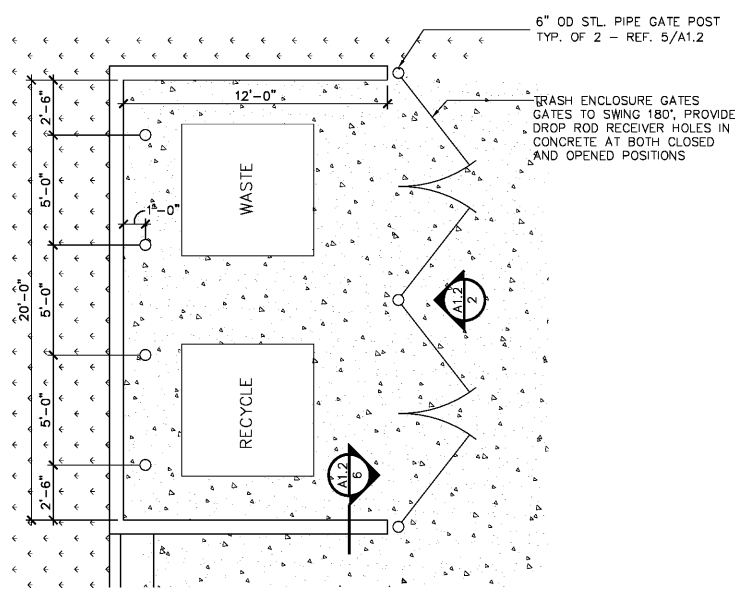 6" OD STL. PIPE GATE POST
TYP. OF 2 – REF. 5/A1.2
TRASH ENCLOSURE GATES
GATES TO SWING 180°, PROVIDE
DROP ROD RECEIVER HOLES IN
CONCRETE AT BOTH CLOSED
AND OPENED POSITIONS
12'-0"
2'-6"
5'-0"
1'-0"
20'-0"
5'-0"
5'-0"
2'-6"
WASTE
RECYCLE
A1.2
2
A1.2
6